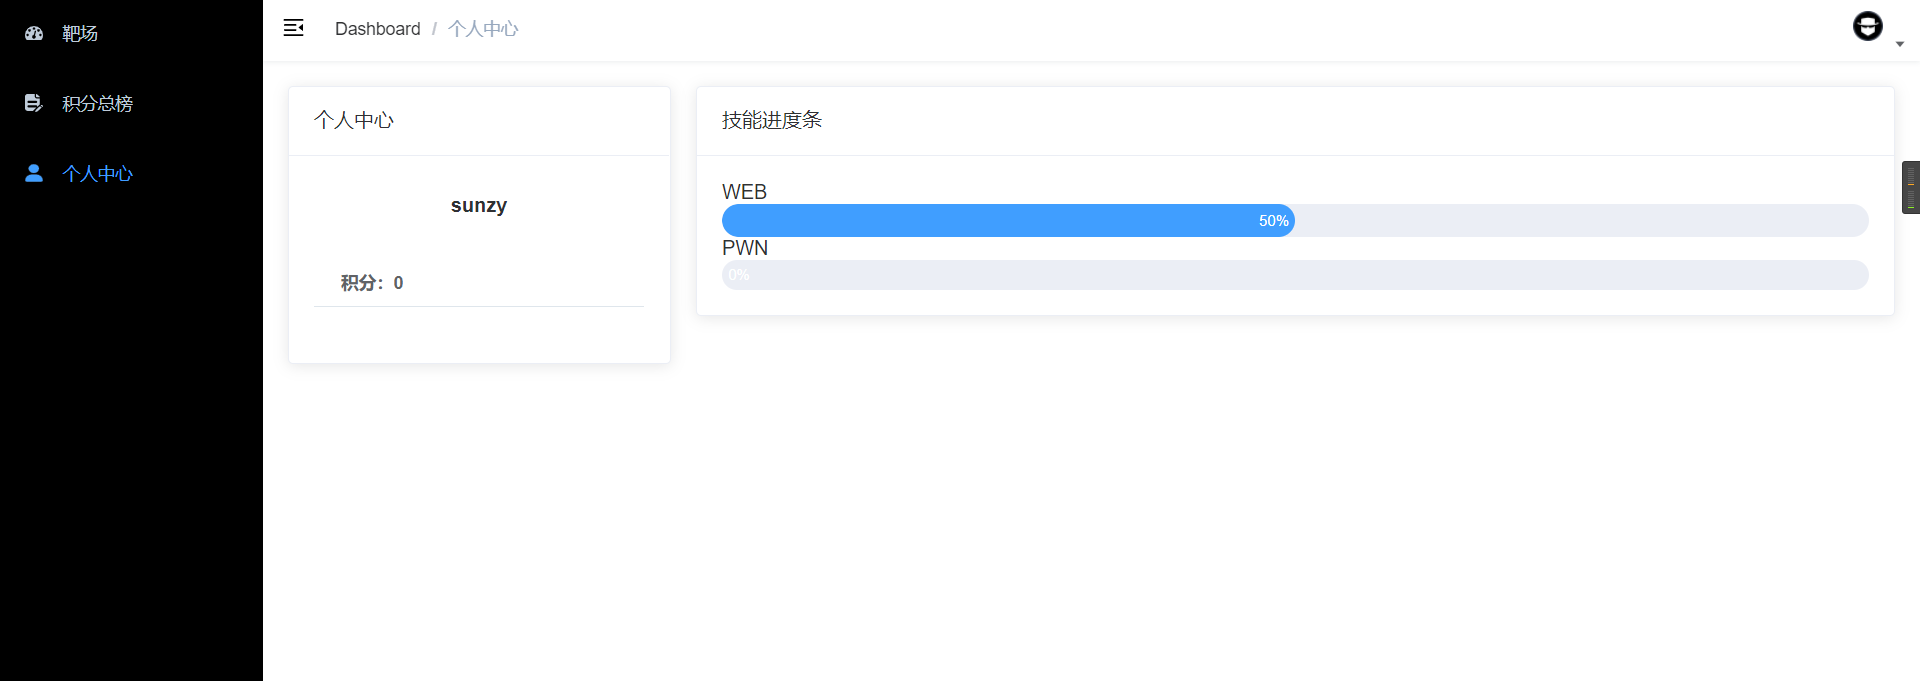 靶场
积分总榜
个人中心
Dashboard / 个人中心
个人中心
sunzy
积分：0
技能进度条
WEB
50%
PWN
0%